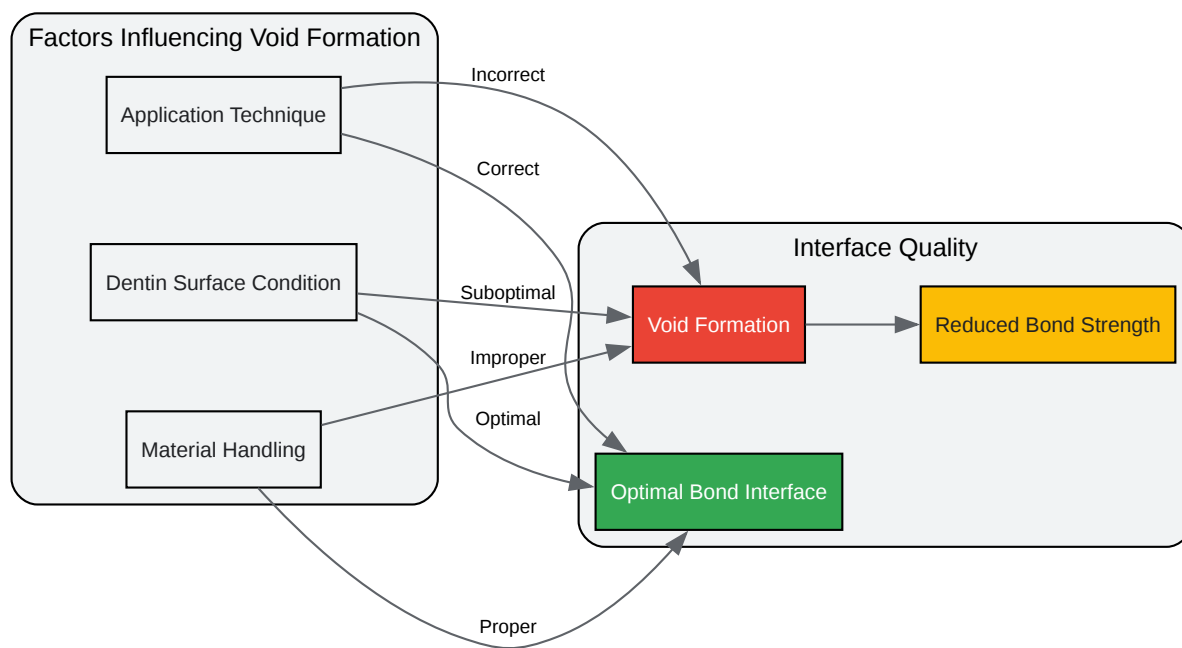 Factors Influencing Void Formation
Application Technique
Dentin Surface Condition
Material Handling
Incorrect
Correct
Suboptimal
Improper
Optimal
Proper
Interface Quality
Void Formation
Reduced Bond Strength
Optimal Bond Interface